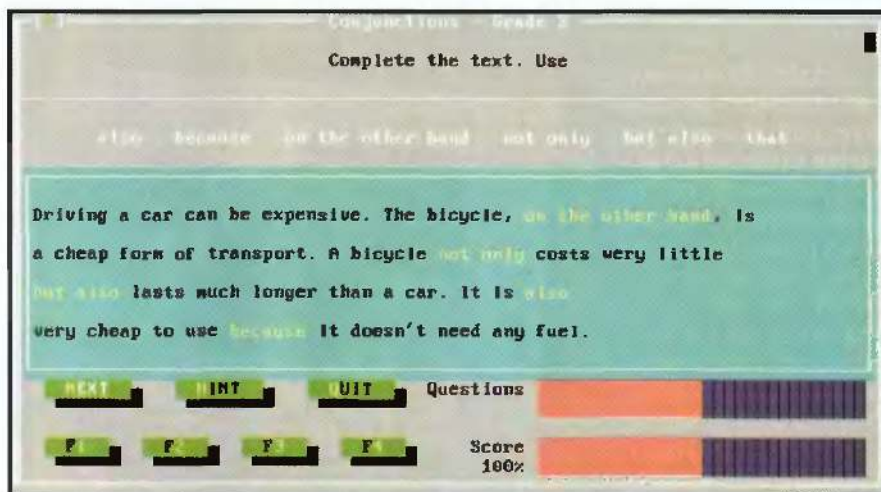 Conjunctions - Grade 3
Complete the text. Use
also because on the other hand not only but also that
Driving a car can be expensive. The bicycle, on the other hand, is
a cheap form of transport. A bicycle not only costs very little
but also lasts much longer than a car. It is also
very cheap to use because it doesn't need any fuel.
NEXT HINT QUIT Questions
F1 F2 F3 F4 Score
100%